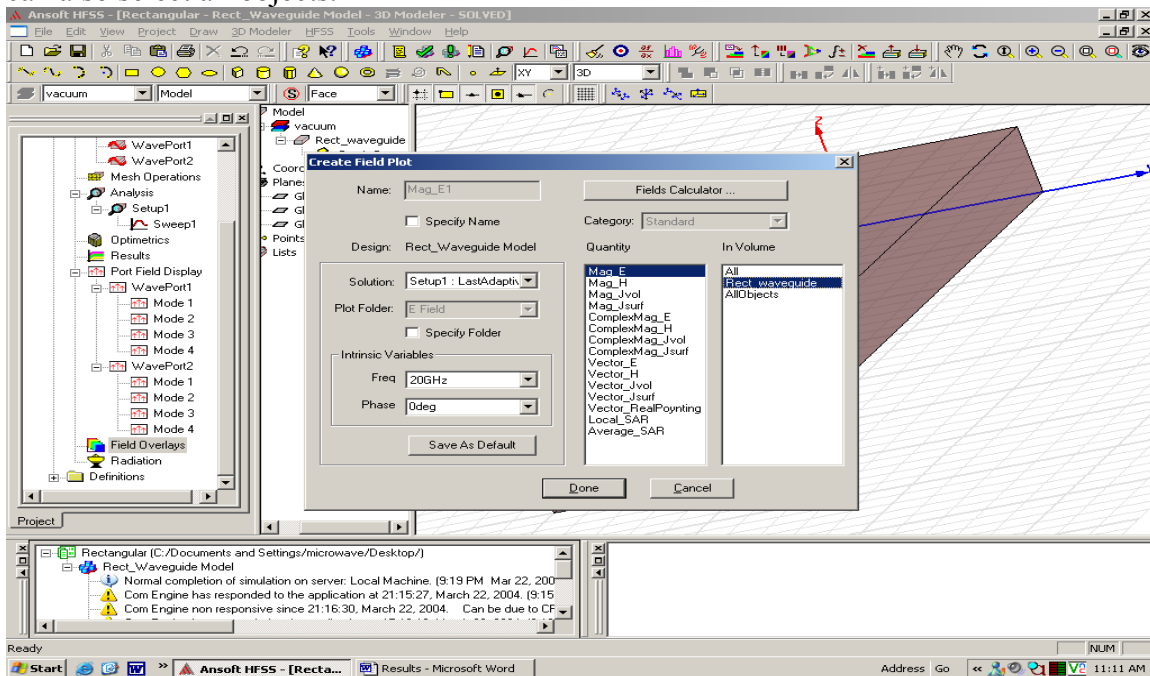 Ansoft HFSS - [Rectangular - Rect_Waveguide Model - 3D Modeler - SOLVED]
File Edit View Project Draw 3D Modeler HFSS Tools Window Help
XY 3D
vacuum Model Face
Model
vacuum
Rect_waveguide
Coorc
Plane:
Gl
Gl
Gl
Points
Lists
WavePort1
WavePort2
Mesh Operations
Analysis
Setup1
Sweep1
Optimetrics
Results
Port Field Display
WavePort1
Mode 1
Mode 2
Mode 3
Mode 4
WavePort2
Mode 1
Mode 2
Mode 3
Mode 4
Field Overlays
Radiation
Definitions
Project
Create Field Plot
Name: Mag_E1
Specify Name
Design: Rect_Waveguide Model
Solution: Setup1 : LastAdaptiv
Plot Folder: E Field
Specify Folder
Intrinsic Variables
Freq 20GHz
Phase 0deg
Save As Default
Fields Calculator ...
Category: Standard
Quantity
Mag_E
Mag_H
Mag_Jvol
Mag_Jsurf
ComplexMag_E
ComplexMag_H
ComplexMag_Jvol
ComplexMag_Jsurf
Vector_E
Vector_H
Vector_Jvol
Vector_Jsurf
Vector_RealPoynting
Local_SAR
Average_SAR
In Volume
All
Rect_waveguide
AllObjects
Done Cancel
Z
Rectangular (C:/Documents and Settings/microwave/Desktop/)
Rect_Waveguide Model
Normal completion of simulation on server: Local Machine. (9:19 PM Mar 22, 200
Com Engine has responded to the application at 21:15:27, March 22, 2004. (9:15
Com Engine non responsive since 21:16:30, March 22, 2004. Can be due to CF
Ready NUM
Start W » Ansoft HFSS - [Recta... Results - Microsoft Word Address Go « 11:11 AM